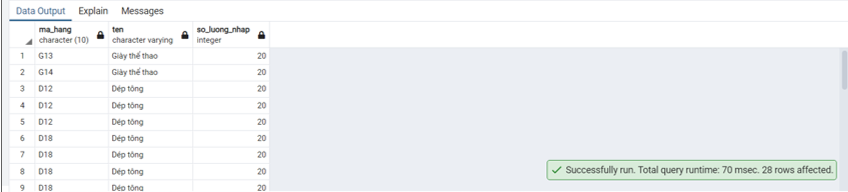 Data Output Explain Messages
ma_hang ten so_luong_nhap
character (10) character varying integer
1 G13 Giày thể thao 20
2 G14 Giày thể thao 20
3 D12 Dép tông 20
4 D12 Dép tông 20
5 D12 Dép tông 20
6 D18 Dép tông 20
7 D18 Dép tông 20
8 D18 Dép tông 20
9 D18 Dép tông 20
Successfully run. Total query runtime: 70 msec. 28 rows affected.